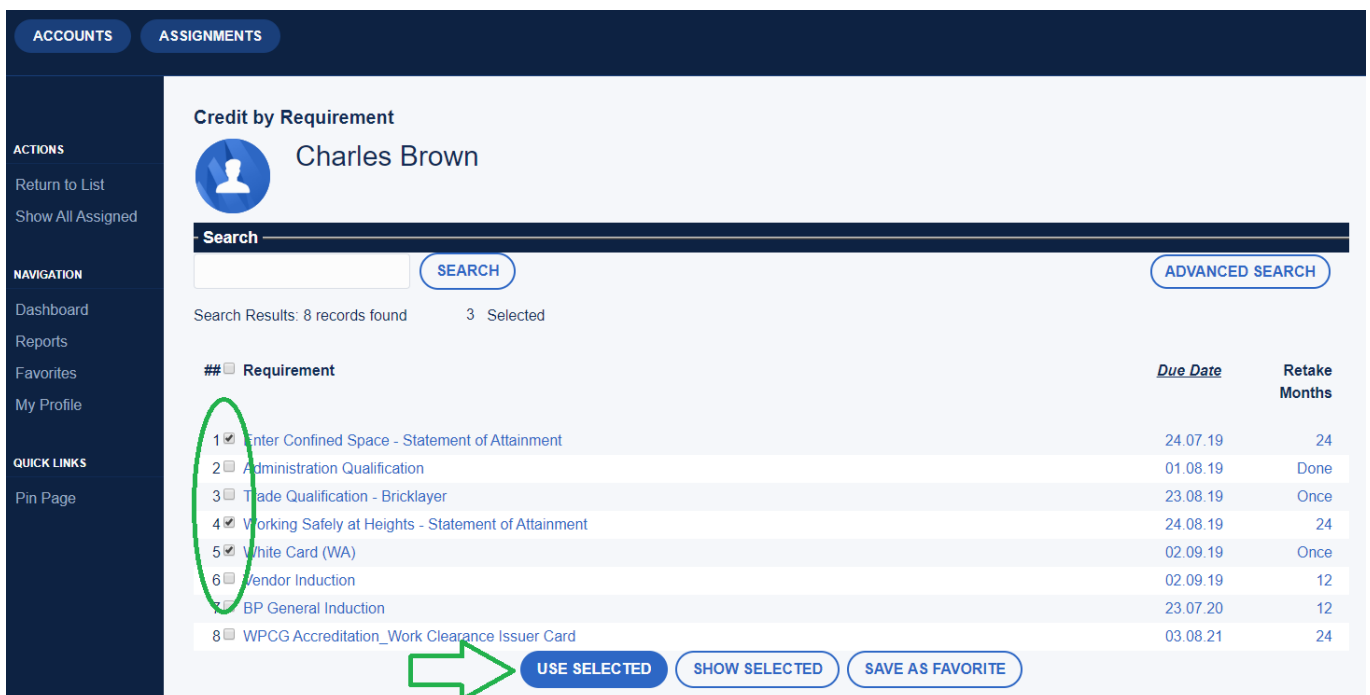 ACCOUNTS ASSIGNMENTS
ACTIONS
Return to List
Show All Assigned
NAVIGATION
Dashboard
Reports
Favorites
My Profile
QUICK LINKS
Pin Page
Credit by Requirement
Charles Brown
Search
SEARCH ADVANCED SEARCH
Search Results: 8 records found 3 Selected
## Requirement Due Date Retake
Months
1 Enter Confined Space - Statement of Attainment 24.07.19 24
2 Administration Qualification 01.08.19 Done
3 Trade Qualification - Bricklayer 23.08.19 Once
4 Working Safely at Heights - Statement of Attainment 24.08.19 24
5 White Card (WA) 02.09.19 Once
6 Vendor Induction 02.09.19 12
7 BP General Induction 23.07.20 12
8 WPCG Accreditation_Work Clearance Issuer Card 03.08.21 24
USE SELECTED SHOW SELECTED SAVE AS FAVORITE